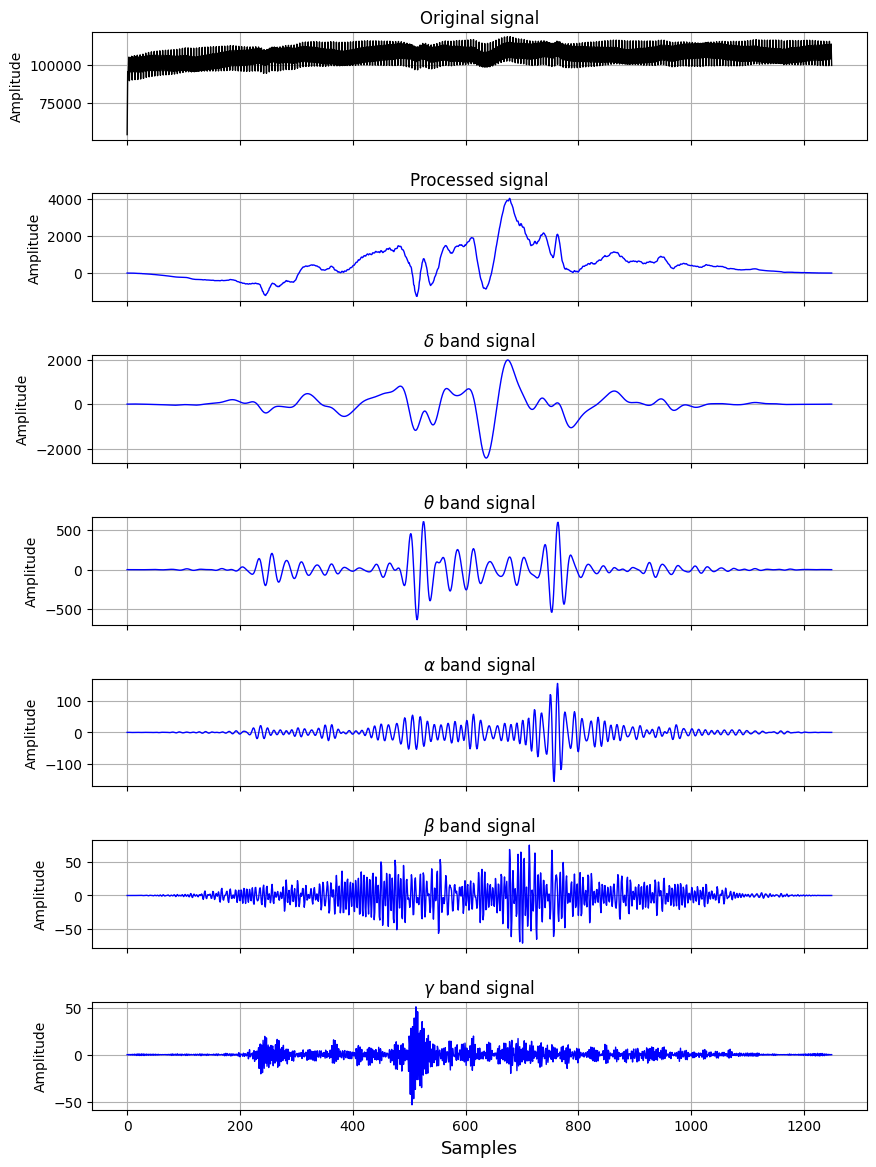 Original signal
Amplitude
100000
75000
Processed signal
Amplitude
4000
2000
0
δ band signal
Amplitude
2000
0
−2000
θ band signal
Amplitude
500
0
−500
α band signal
Amplitude
100
0
−100
β band signal
Amplitude
50
0
−50
γ band signal
Amplitude
50
0
−50
0 200 400 600 800 1000 1200
Samples